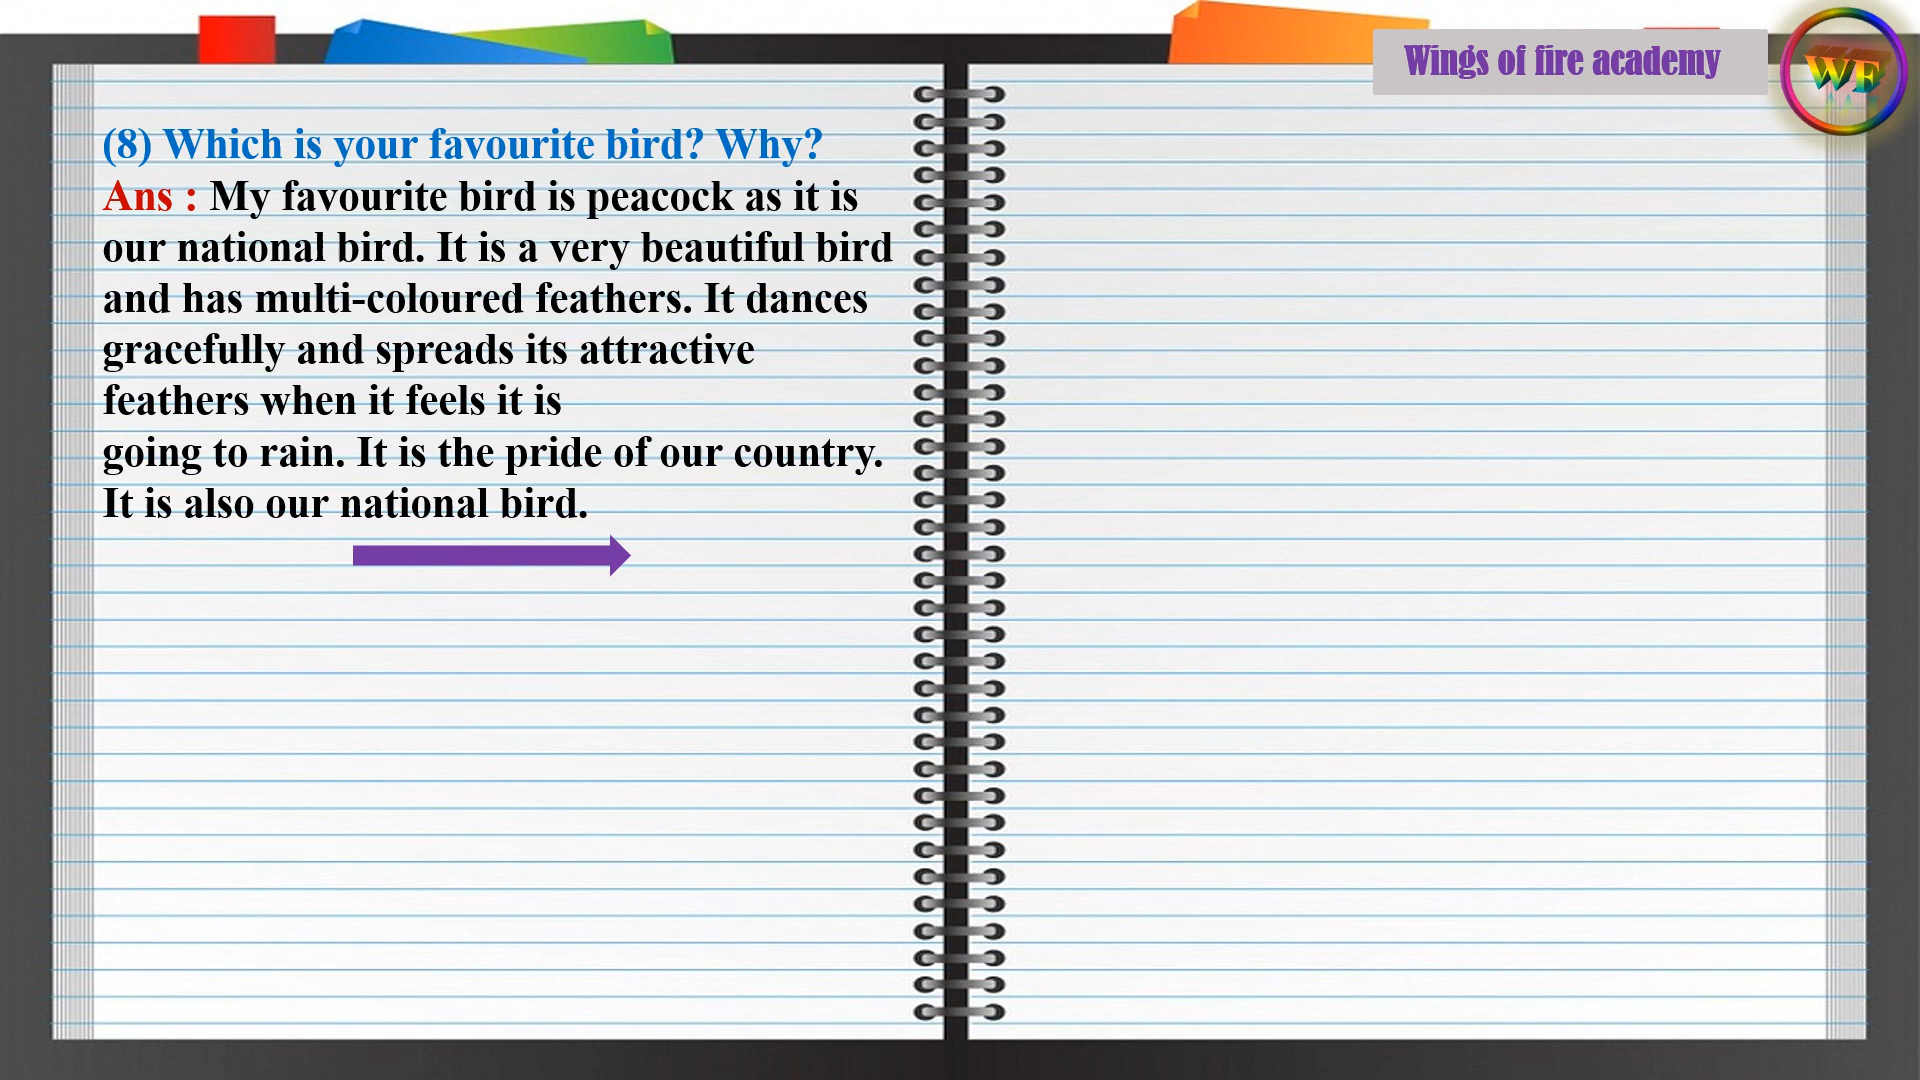 Wings of fire academy
WF
(8) Which is your favourite bird? Why?
Ans : My favourite bird is peacock as it is
our national bird. It is a very beautiful bird
and has multi-coloured feathers. It dances
gracefully and spreads its attractive
feathers when it feels it is
going to rain. It is the pride of our country.
It is also our national bird.